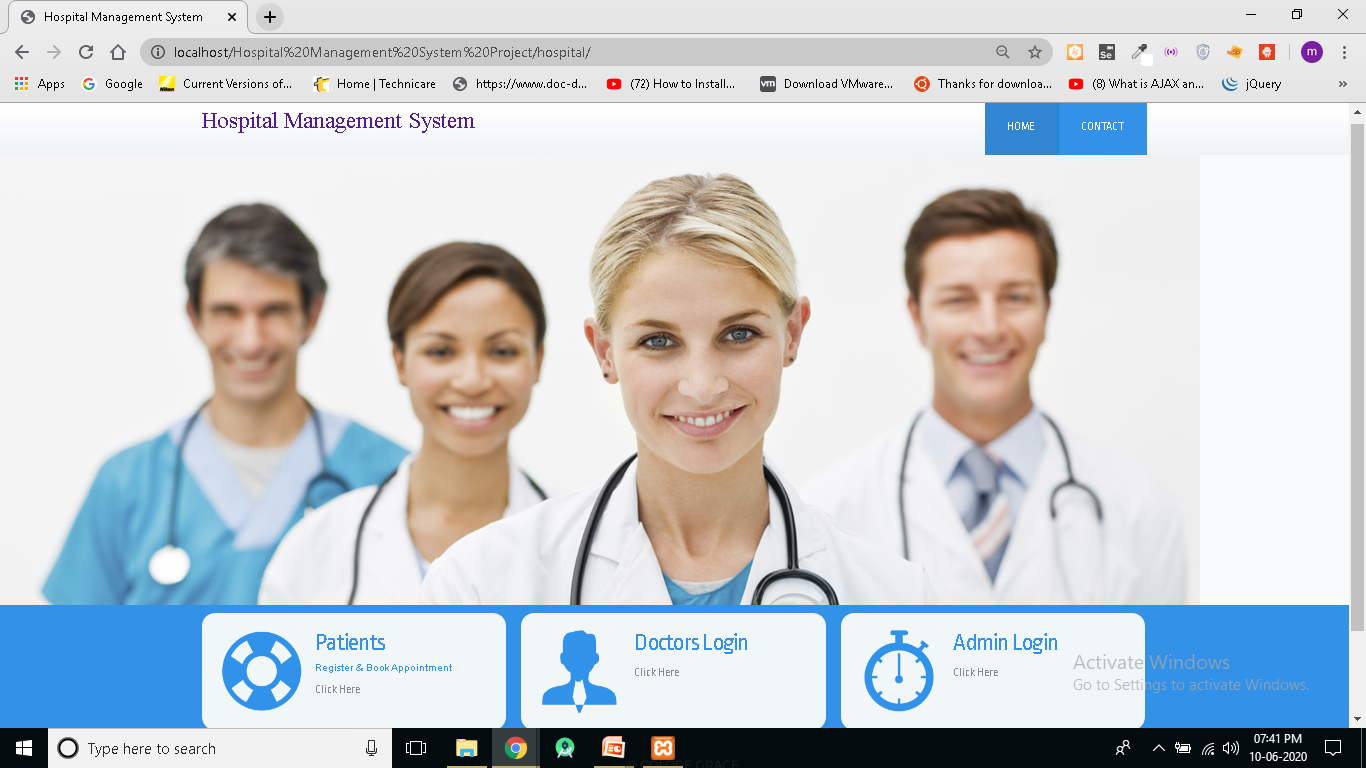 Hospital Management System
localhost/Hospital%20Management%20System%20Project/hospital/
m
Apps
Google
Current Versions of...
Home | Technicare
https://www.doc-d...
(72) How to Install...
vm
Download VMware...
Thanks for downloa...
(8) What is AJAX an...
jQuery
»
Hospital Management System
HOME
CONTACT
Patients
Register & Book Appointment
Click Here
Doctors Login
Click Here
Admin Login
Click Here
Activate Windows
Go to Settings to activate Windows.
Type here to search
07:41 PM
10-06-2020